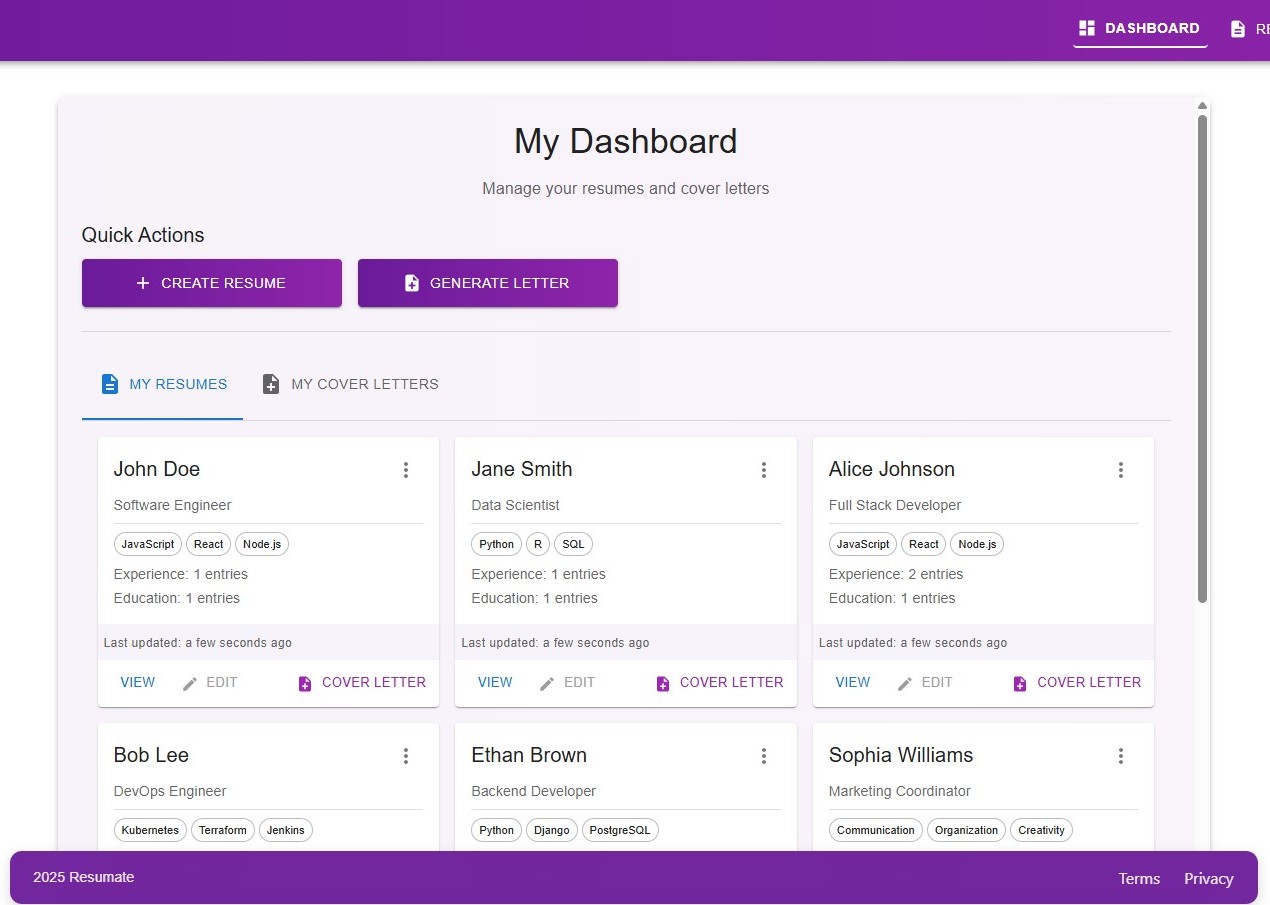 DASHBOARD
My Dashboard
Manage your resumes and cover letters
Quick Actions
CREATE RESUME
GENERATE LETTER
MY RESUMES
MY COVER LETTERS
John Doe
Software Engineer
JavaScript React Node.js
Experience: 1 entries
Education: 1 entries
Last updated: a few seconds ago
VIEW EDIT COVER LETTER
Jane Smith
Data Scientist
Python R SQL
Experience: 1 entries
Education: 1 entries
Last updated: a few seconds ago
VIEW EDIT COVER LETTER
Alice Johnson
Full Stack Developer
JavaScript React Node.js
Experience: 2 entries
Education: 1 entries
Last updated: a few seconds ago
VIEW EDIT COVER LETTER
Bob Lee
DevOps Engineer
Kubernetes Terraform Jenkins
Ethan Brown
Backend Developer
Python Django PostgreSQL
Sophia Williams
Marketing Coordinator
Communication Organization Creativity
2025 Resumate
Terms Privacy